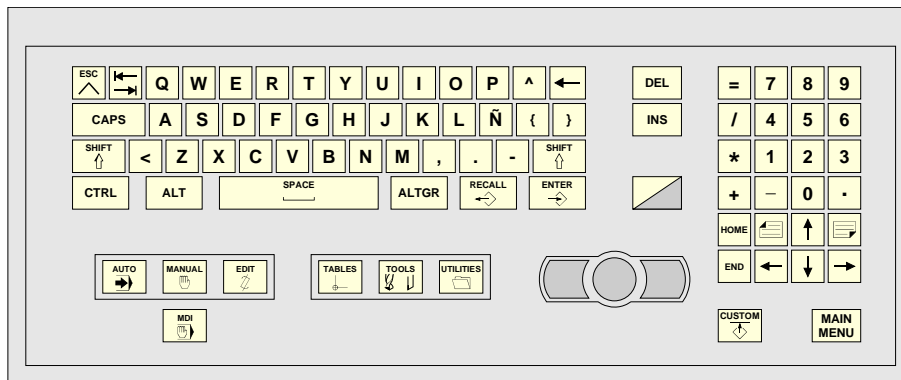 ESC Q W E R T Y U I O P ^ DEL = 7 8 9
CAPS A S D F G H J K L Ñ { } INS / 4 5 6
SHIFT < Z X C V B N M , . - SHIFT * 1 2 3
CTRL ALT SPACE ALTGR RECALL ENTER + - 0 .
HOME
AUTO MANUAL EDIT TABLES TOOLS UTILITIES END
MDI CUSTOM MAIN
MENU